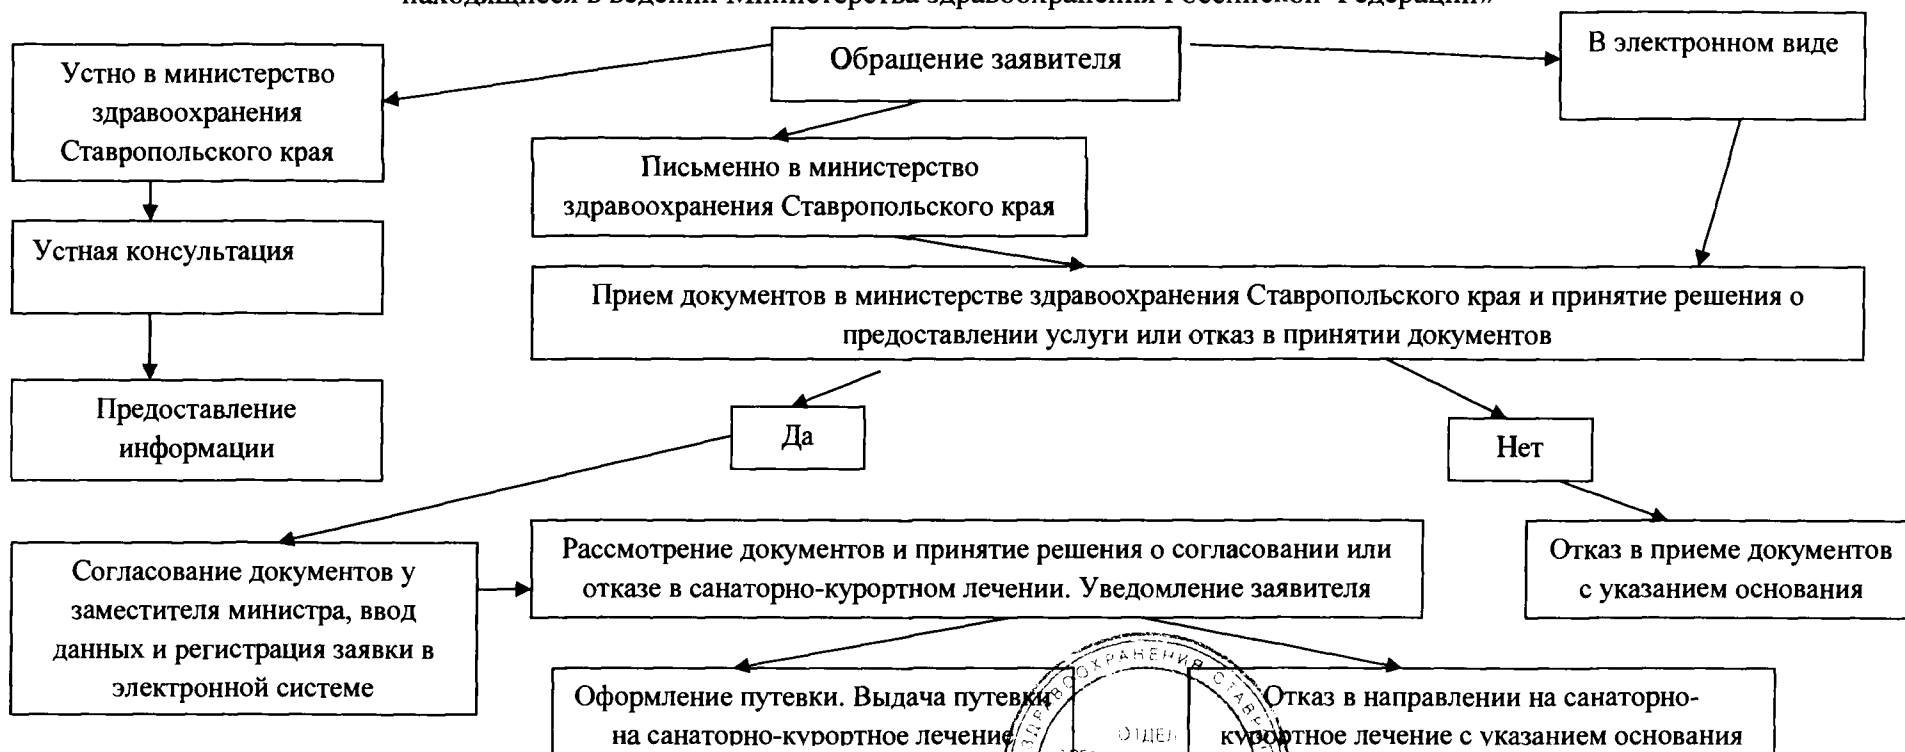 находящиеся в ведении Министерства здравоохранения Российской Федерации»
Обращение заявителя
В электронном виде
Устно в министерство
здравоохранения
Ставропольского края
Письменно в министерство
здравоохранения Ставропольского края
Устная консультация
Прием документов в министерстве здравоохранения Ставропольского края и принятие решения о
предоставлении услуги или отказ в принятии документов
Предоставление
информации
Да
Нет
Согласование документов у
заместителя министра, ввод
данных и регистрация заявки в
электронной системе
Рассмотрение документов и принятие решения о согласовании или
отказе в санаторно-курортном лечении. Уведомление заявителя
Отказ в приеме документов
с указанием основания
Оформление путевки. Выдача путевки
на санаторно-курортное лечение
Отказ в направлении на санаторно-
курортное лечение с указанием основания
ЗДРАВООХРАНЕНИЯ СТАВР
ОТДЕЛ